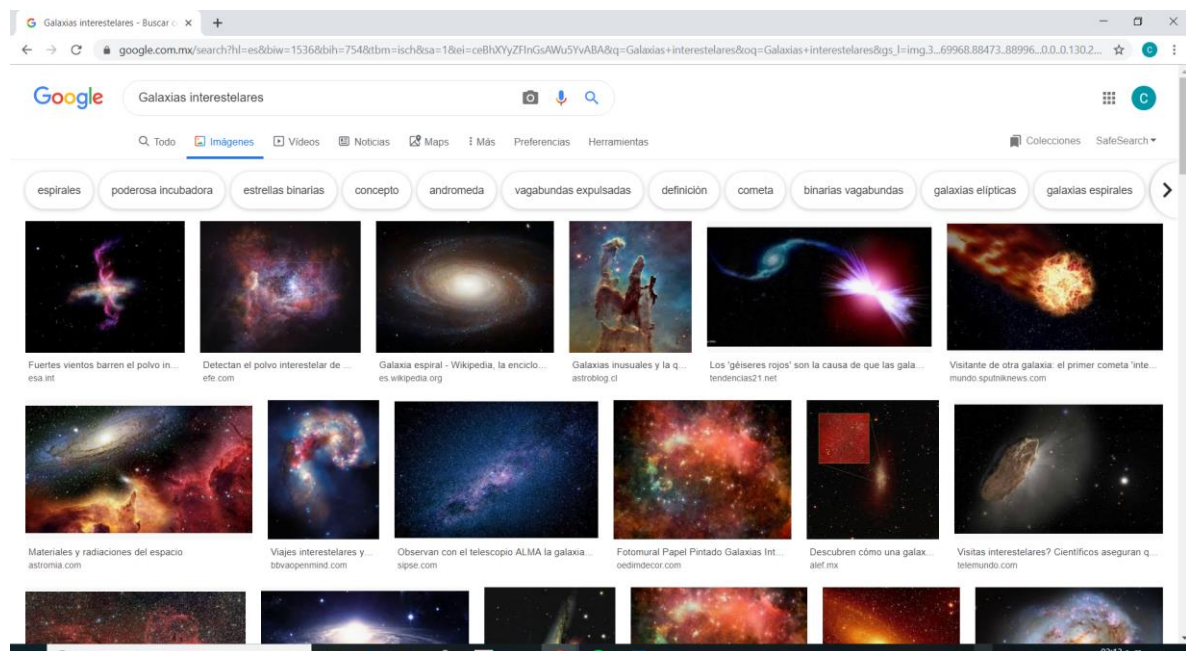 Galaxias interestelares - Buscar c
google.com.mx/search?hl=es&biw=1536&bih=754&tbm=isch&sa=1&ei=ceBhXYyZFInGsAWu5YvABA&q=Galaxias+interestelares&oq=Galaxias+interestelares&gs_l=img.3...69968.88473..88996...0.0..0.130.2...
C
Google
Galaxias interestelares
C
Todo Imágenes Vídeos Noticias Maps Más Preferencias Herramientas Colecciones SafeSearch
espirales poderosa incubadora estrellas binarias concepto andromeda vagabundas expulsadas definición cometa binarias vagabundas galaxias elípticas galaxias espirales
Fuertes vientos barren el polvo in... Detectan el polvo interestelar de ... Galaxia espiral - Wikipedia, la enciclo... Galaxias inusuales y la q... Los 'géiseres rojos' son la causa de que las gala... Visitante de otra galaxia: el primer cometa 'inte...
esa.int efe.com es.wikipedia.org astroblog.cl tendencias21.net mundo.sputniknews.com
Materiales y radiaciones del espacio Viajes interestelares y... Observan con el telescopio ALMA la galaxia... Fotomural Papel Pintado Galaxias Int... Descubren cómo una galax... Visitas interestelares? Científicos aseguran q...
astromia.com bbvaopenmind.com sipse.com oedimdecor.com alef.mx telemundo.com